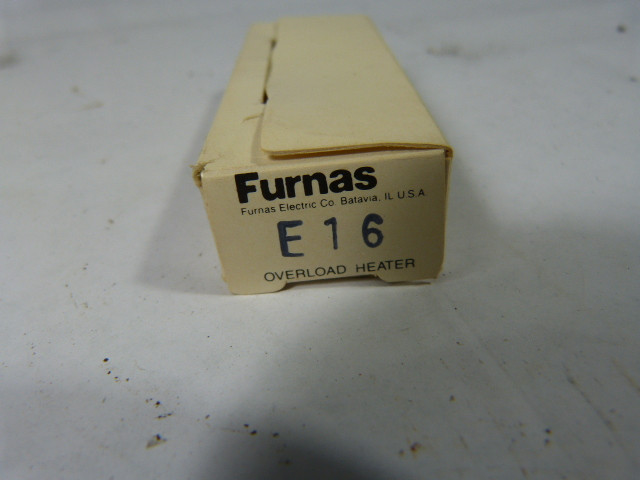 Furnas
Furnas Electric Co. Batavia, IL U.S.A.
E 16
OVERLOAD HEATER